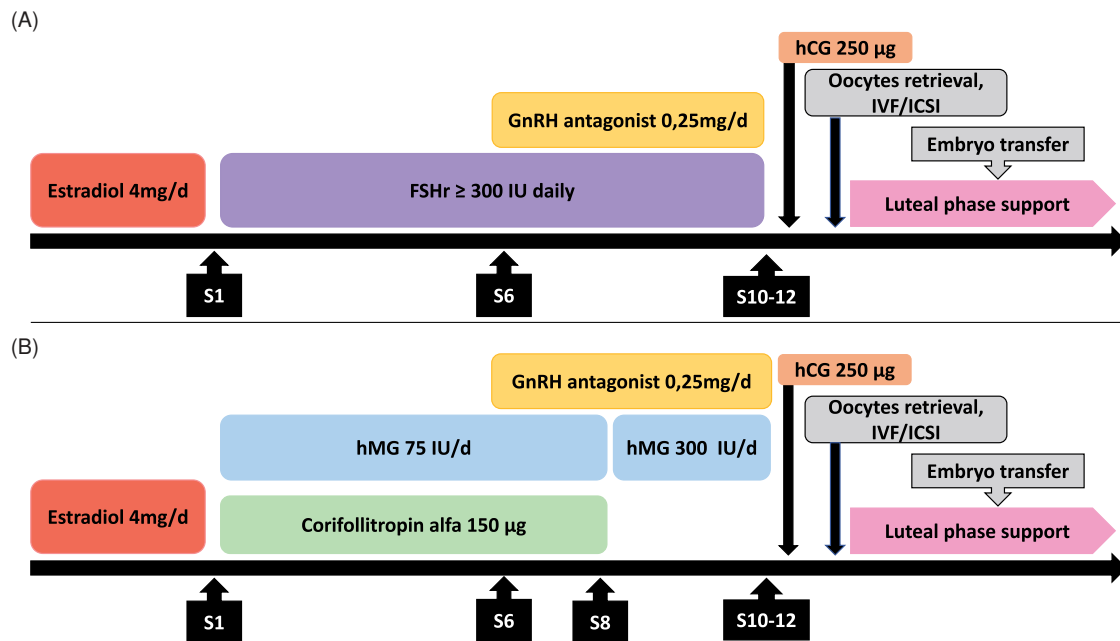 (A)
hCG 250 µg
Oocytes retrieval,
IVF/ICSI
GnRH antagonist 0,25mg/d
Embryo transfer
Estradiol 4mg/d
FSHr ≥ 300 IU daily
Luteal phase support
S1
S6
S10-12
(B)
GnRH antagonist 0,25mg/d
hCG 250 µg
Oocytes retrieval,
IVF/ICSI
hMG 75 IU/d
hMG 300 IU/d
Embryo transfer
Estradiol 4mg/d
Corifollitropin alfa 150 µg
Luteal phase support
S1
S6
S8
S10-12